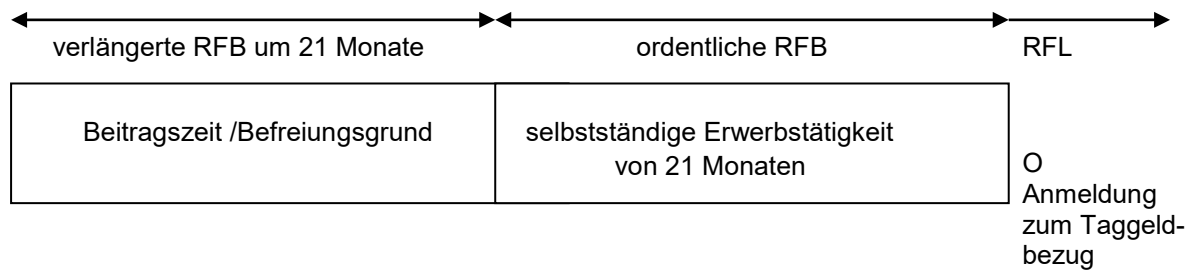 verlängerte RFB um 21 Monate ordentliche RFB RFL
Beitragszeit /Befreiungsgrund
selbstständige Erwerbstätigkeit
von 21 Monaten
O
Anmeldung
zum Taggeld-
bezug